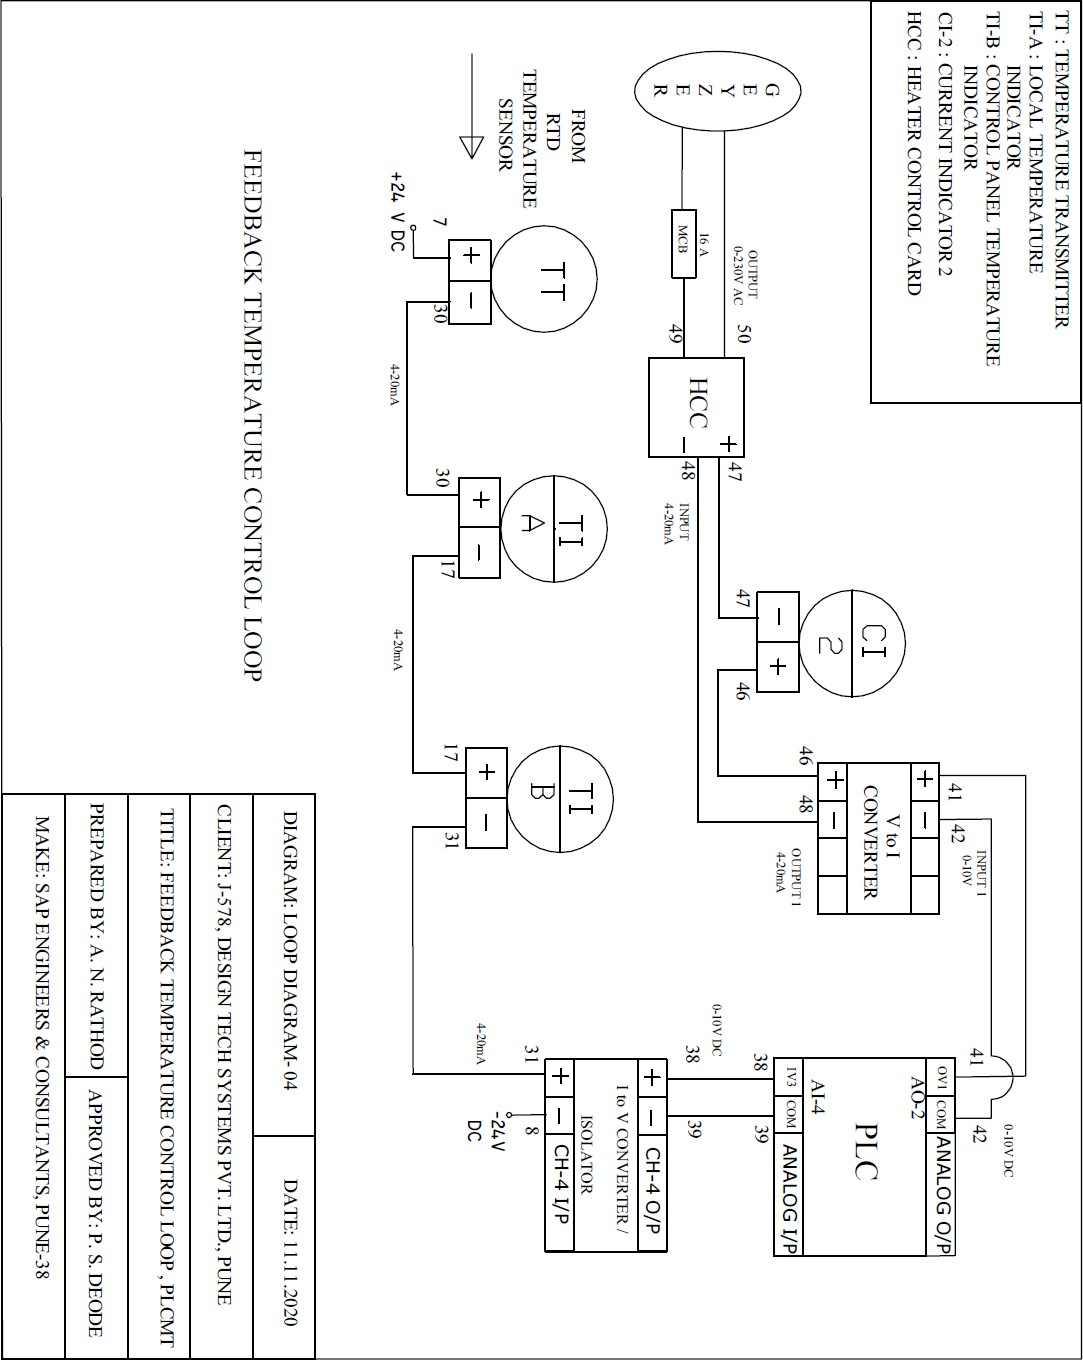 TT : TEMPERATURE TRANSMITTER
TI-A : LOCAL TEMPERATURE
INDICATOR
TI-B : CONTROL PANEL TEMPERATURE
INDICATOR
CI-2 : CURRENT INDICATOR 2
HCC : HEATER CONTROL CARD
GEYZER
OUTPUT
0-230V AC
50
16 A
MCB
49
HCC
+
-
47
48
INPUT
4-20mA
CI
2
-
+
47
46
46
48
+
-
V to I
CONVERTER
OUTPUT1
4-20mA
+
-
41
42
INPUT 1
0-10V
41
42
0-10V DC
OV1
COM
ANALOG O/P
AO-2
PLC
AI-4
1V3
COM
ANALOG I/P
38
39
0-10V DC
38
39
+
-
CH-4 O/P
I to V CONVERTER /
ISOLATOR
+
-
CH-4 I/P
31
8
-24V
DC
4-20mA
FROM
RTD
TEMPERATURE
SENSOR
TT
+
-
7
+24 V DC
30
4-20mA
TI
A
+
-
30
17
4-20mA
TI
B
+
-
17
31
FEEDBACK TEMPERATURE CONTROL LOOP
DIAGRAM: LOOP DIAGRAM- 04
DATE: 11.11.2020
CLIENT: J-578, DESIGN TECH SYSTEMS PVT. LTD., PUNE
TITLE: FEEDBACK TEMPERATURE CONTROL LOOP , PLCMT
PREPARED BY: A. N. RATHOD
APPROVED BY: P. S. DEODE
MAKE: SAP ENGINEERS & CONSULTANTS, PUNE-38